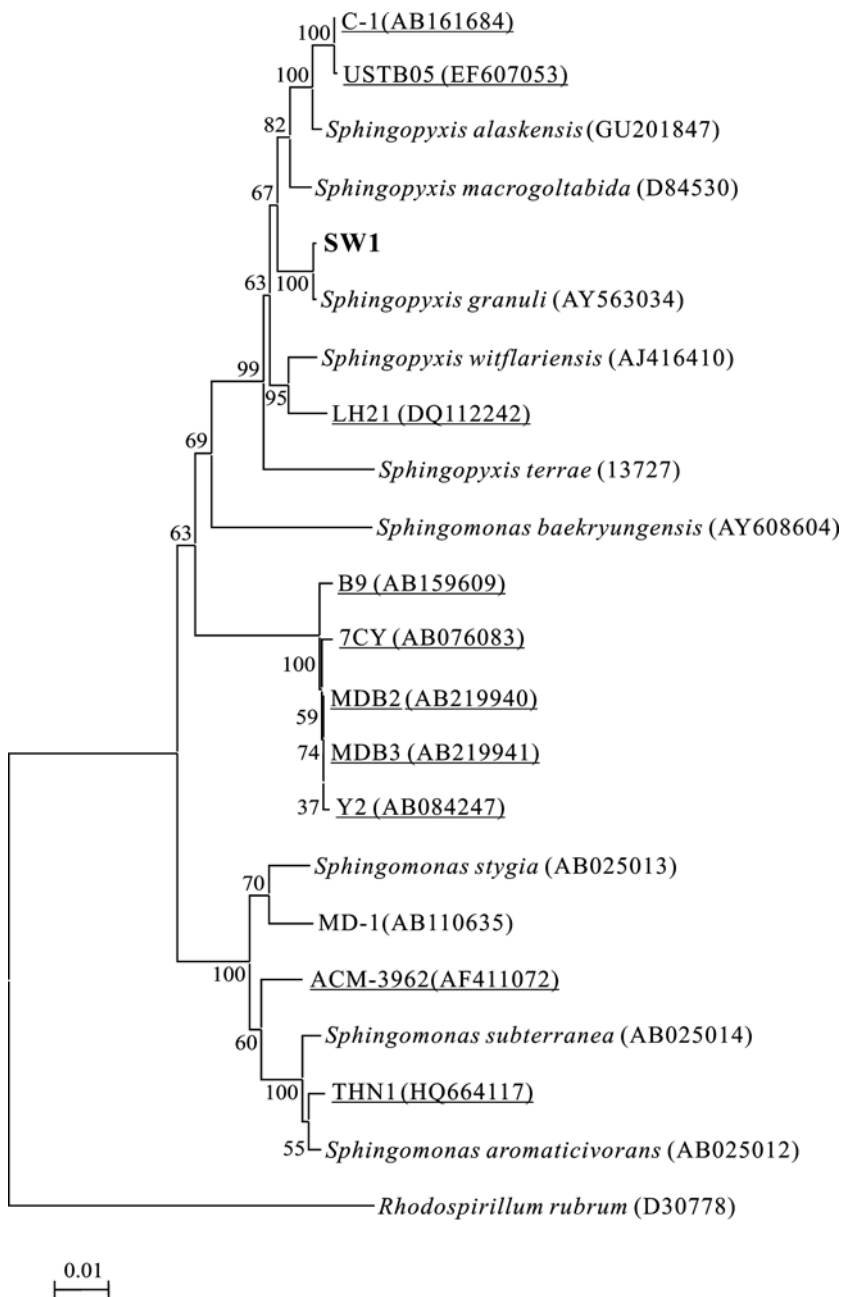 100 C-1(AB161684)
100 USTB05 (EF607053)
82 Sphingopyxis alaskensis (GU201847)
67 Sphingopyxis macrogoltabida (D84530)
SW1
63 100 Sphingopyxis granuli (AY563034)
99 Sphingopyxis witflariensis (AJ416410)
95 LH21 (DQ112242)
69 Sphingopyxis terrae (13727)
63 Sphingomonas baekryungensis (AY608604)
B9 (AB159609)
7CY (AB076083)
100
59 MDB2 (AB219940)
74 MDB3 (AB219941)
37 Y2 (AB084247)
70 Sphingomonas stygia (AB025013)
MD-1(AB110635)
100 ACM-3962(AF411072)
60 Sphingomonas subterranea (AB025014)
100 THN1 (HQ664117)
55 Sphingomonas aromaticivorans (AB025012)
Rhodospirillum rubrum (D30778)
0.01